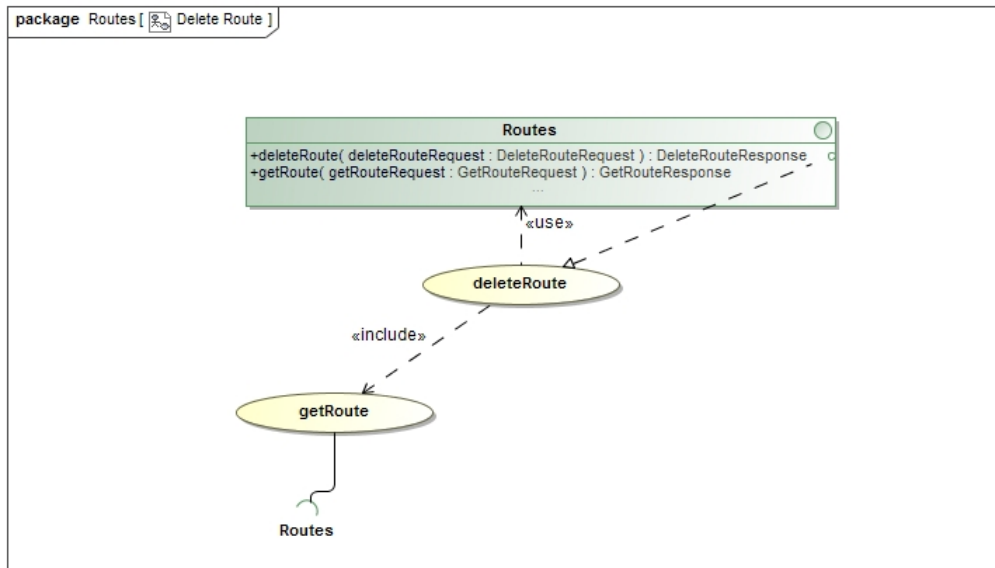 package Routes [ Delete Route ]
Routes
+deleteRoute( deleteRouteRequest : DeleteRouteRequest ) : DeleteRouteResponse
+getRoute( getRouteRequest : GetRouteRequest ) : GetRouteResponse
...
«use»
deleteRoute
«include»
getRoute
Routes